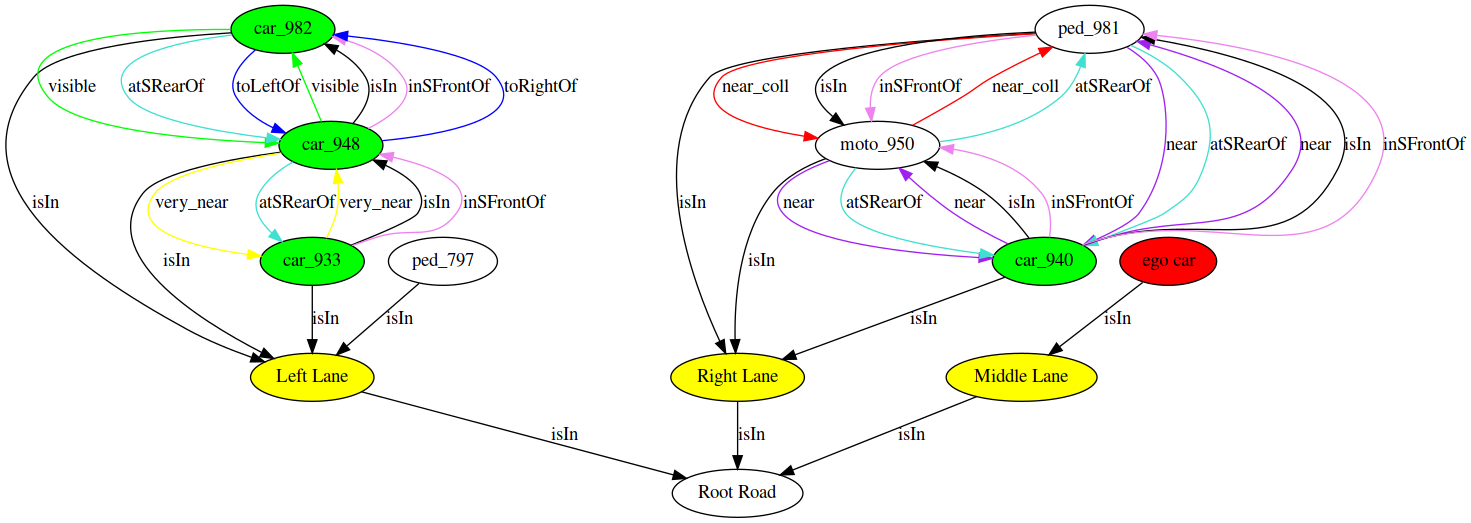 car_982
ped_981
visible
atSRearOf
toLeftOf
visible
isIn
inSFrontOf
toRightOf
near_coll
isIn
inSFrontOf
near_coll
atSRearOf
car_948
moto_950
near
atSRearOf
near
isIn
inSFrontOf
isIn
very_near
atSRearOf
very_near
isIn
inSFrontOf
isIn
near
atSRearOf
near
isIn
inSFrontOf
isIn
car_933
ped_797
isIn
car_940
ego car
isIn
isIn
isIn
isIn
Left Lane
Right Lane
Middle Lane
isIn
isIn
isIn
Root Road